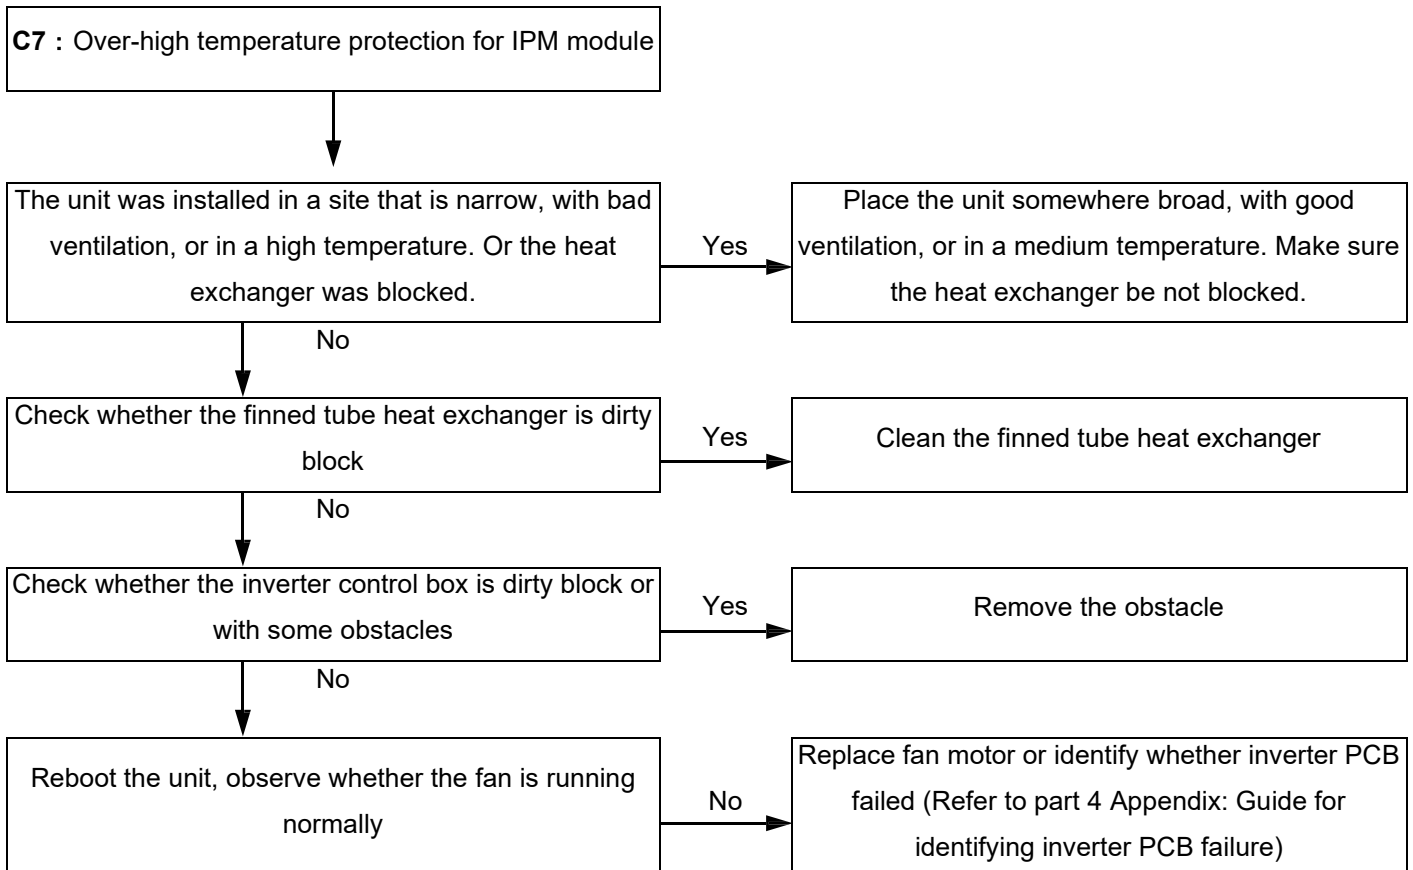 C7 : Over-high temperature protection for IPM module
The unit was installed in a site that is narrow, with bad
ventilation, or in a high temperature. Or the heat
exchanger was blocked.
Yes
Place the unit somewhere broad, with good
ventilation, or in a medium temperature. Make sure
the heat exchanger be not blocked.
No
Check whether the finned tube heat exchanger is dirty
block
Yes
Clean the finned tube heat exchanger
No
Check whether the inverter control box is dirty block or
with some obstacles
Yes
Remove the obstacle
No
Reboot the unit, observe whether the fan is running
normally
No
Replace fan motor or identify whether inverter PCB
failed (Refer to part 4 Appendix: Guide for
identifying inverter PCB failure)